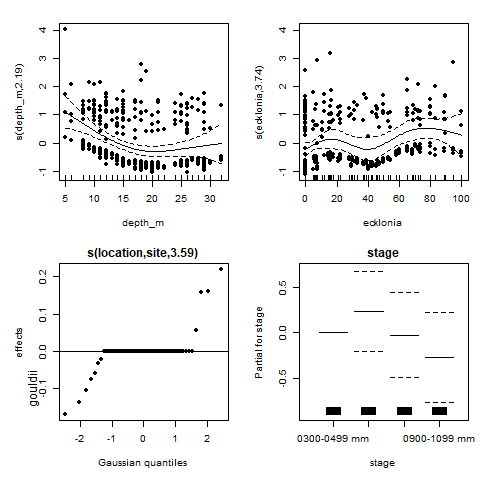 s(depth_m,2.19)
4
3
2
1
0
-1
5
10
15
20
25
30
depth_m
s(ecklonia,3.74)
4
3
2
1
0
-1
0
20
40
60
80
100
ecklonia
s(location,site,3.59)
effects
gouldii
0.2
0.1
0.0
-0.1
-2
-1
0
1
2
Gaussian quantiles
stage
Partial for stage
0.5
0.0
-0.5
0300-0499 mm
0900-1099 mm
stage